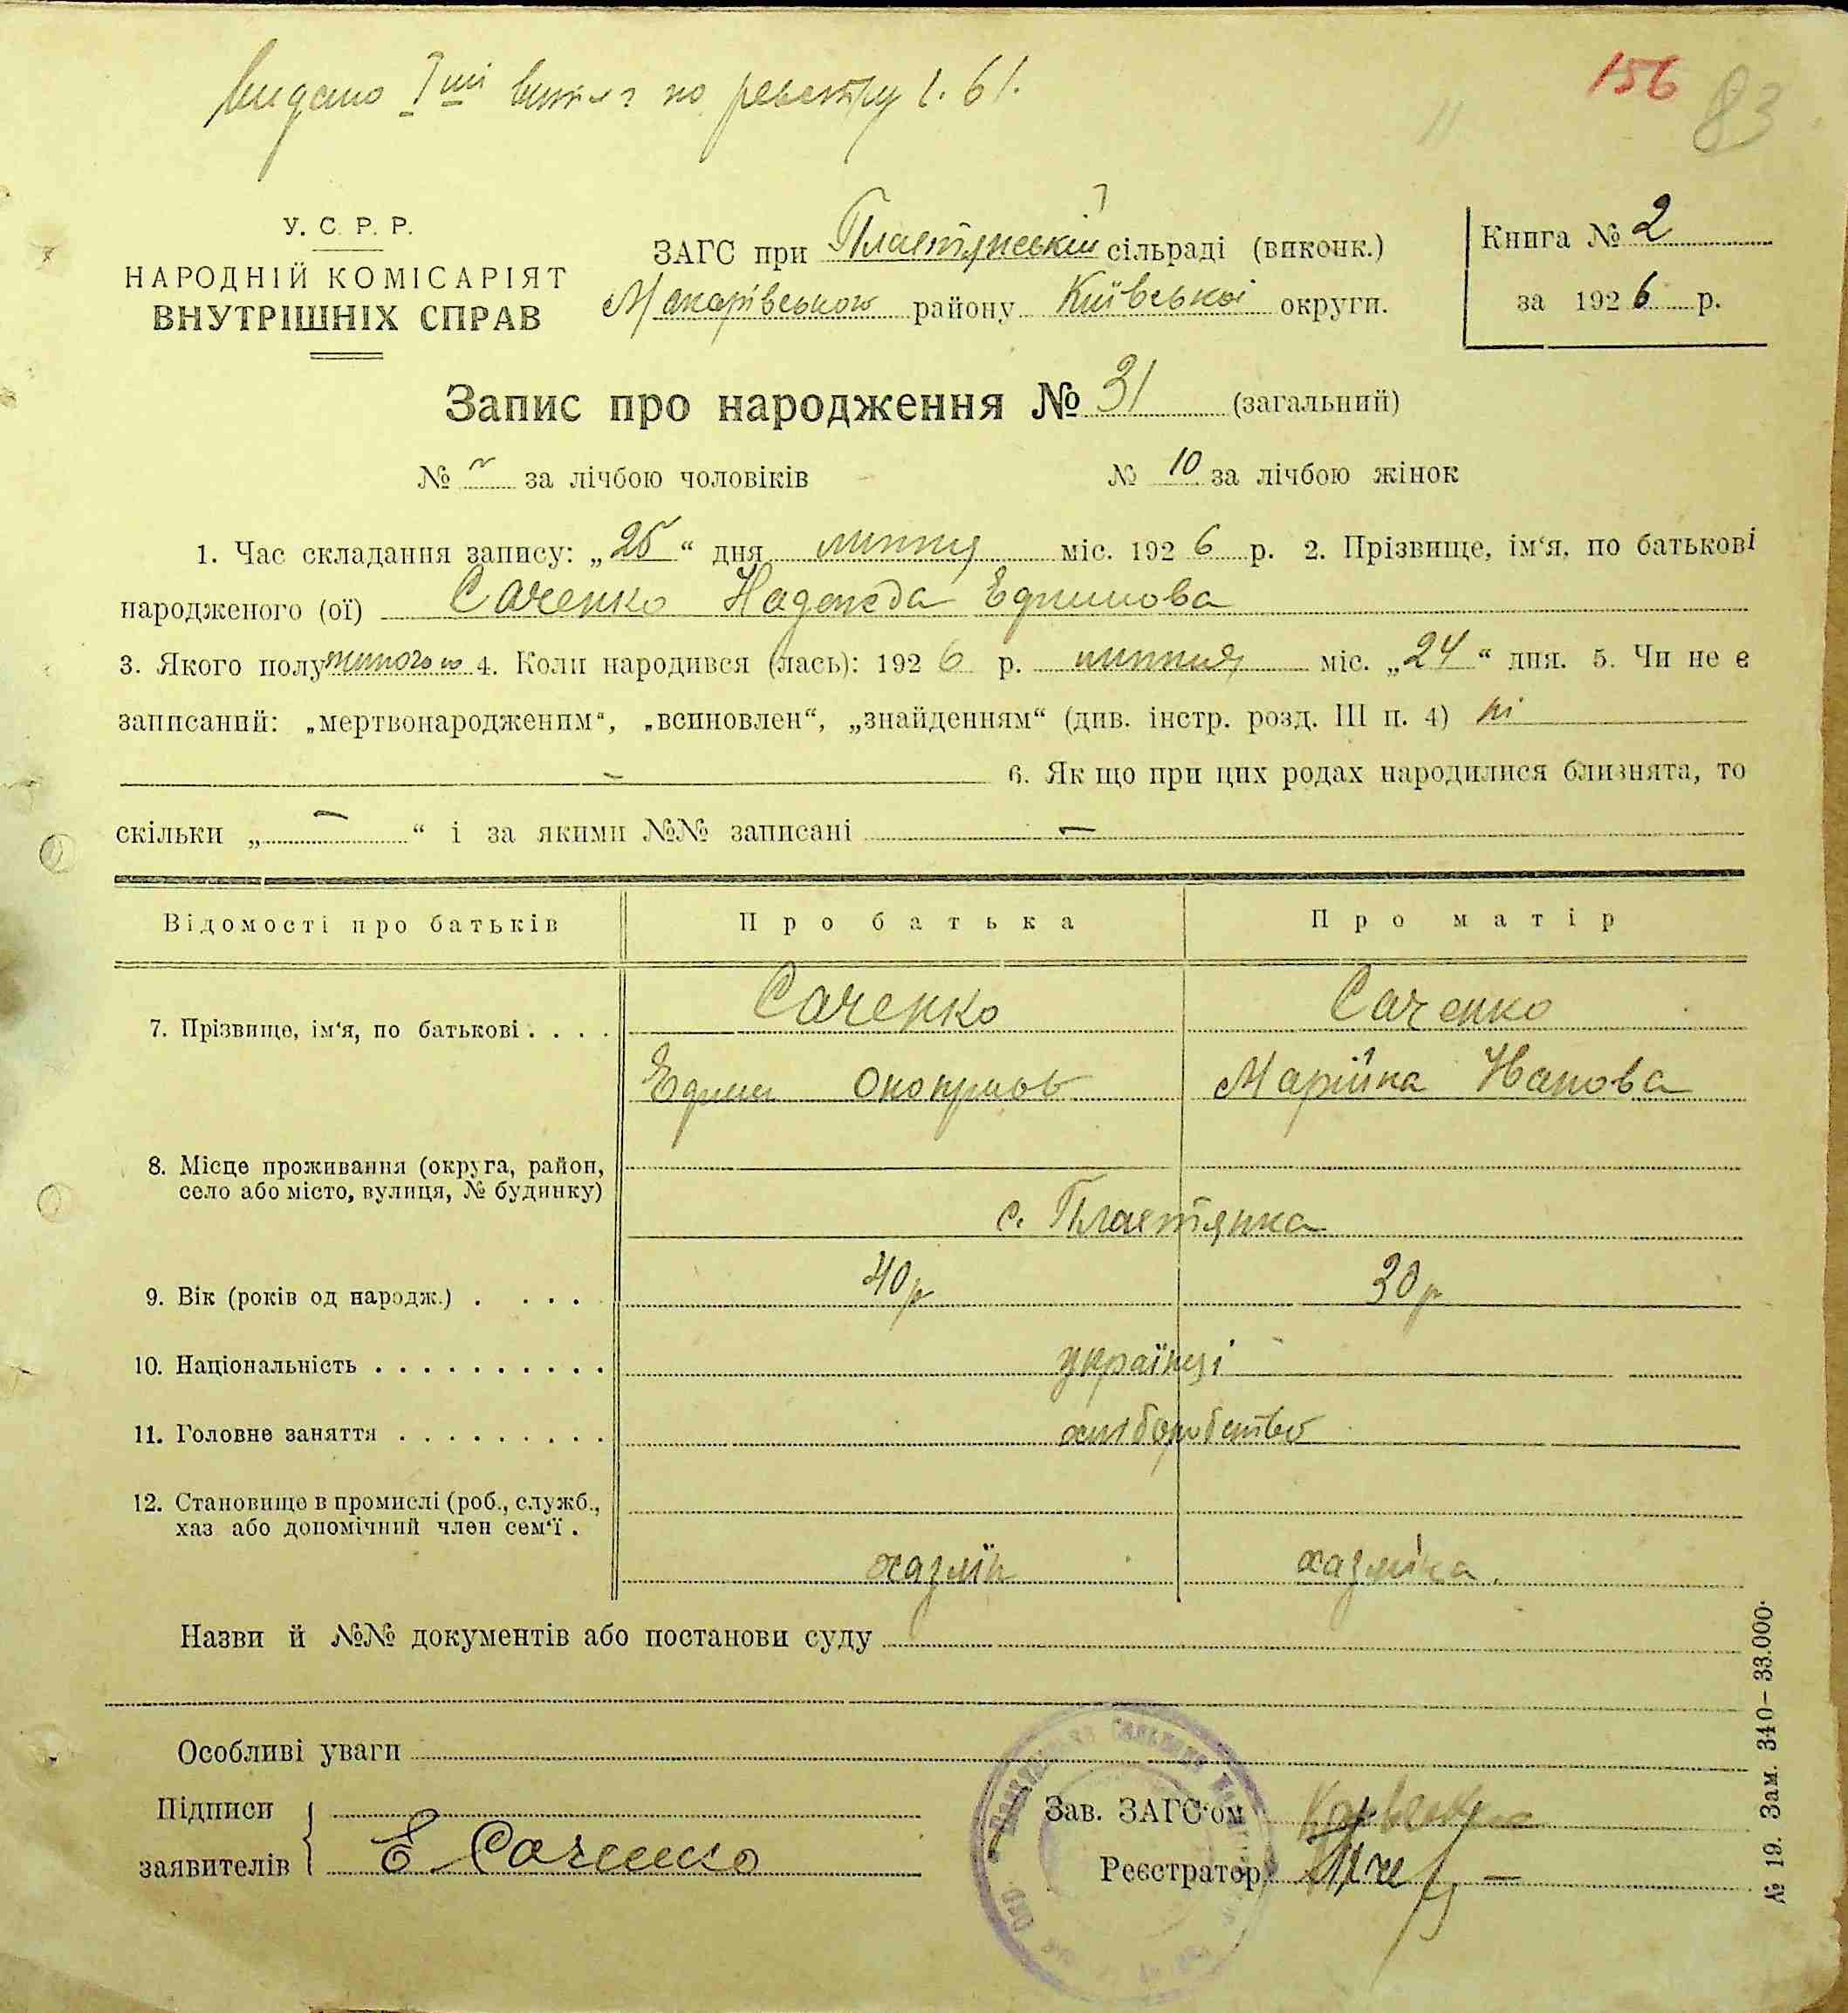 Видано І ший витяг по реєстру 1. 61.
156 83
У. С. Р. Р.
НАРОДНІЙ КОМІСАРІЯТ
ВНУТРІШНІХ СПРАВ
ЗАГС при Пластунській сільраді (виконк.)
Макарівського району Київської округи.
Книга № 2
за 1926 р.
Запис про народження № 31 (загальний)
№ за лічбою чоловіків № 10 за лічбою жінок
1. Час складання запису: „25“ дня липня міс. 1926 р. 2. Прізвище, ім‘я, по батькові
народженого (ої) Саченко Надежда
3. Якого полу жиночого 4. Коли народився (лась): 1926 р. липня міс. „24“ дня. 5. Чи не є
записаний: „мертвонародженим“, „всиновлен“, „знайденням“ (див. інстр. розд. III п. 4) ні
– 6. Як що при цих родах народилися близнята, то
скільки „ – “ і за якими №№ записані –
Відомості про батьків Про батька Про матір
7. Прізвище, ім‘я, по батькові . . . . Саченко Саченко
Марійка Иванова
8. Місце проживання (округа, район,
село або місто, вулиця, № будинку)
с.
9. Вік (років од народж.) . . . . 40 р 30 р
10. Національність . . . . . . . . . . українці
11. Головне заняття . . . . . . . . . хліборобство
12. Становище в промислі (роб., служб.,
хаз або допомічний член сем‘ї .
хазяїн хазяйка.
Назви й №№ документів або постанови суду
Особливі уваги
Підписи
заявителів Е Саченко
Зав. ЗАГС‘ом
Реєстратор
№ 19. Зам. 340– 33.000.